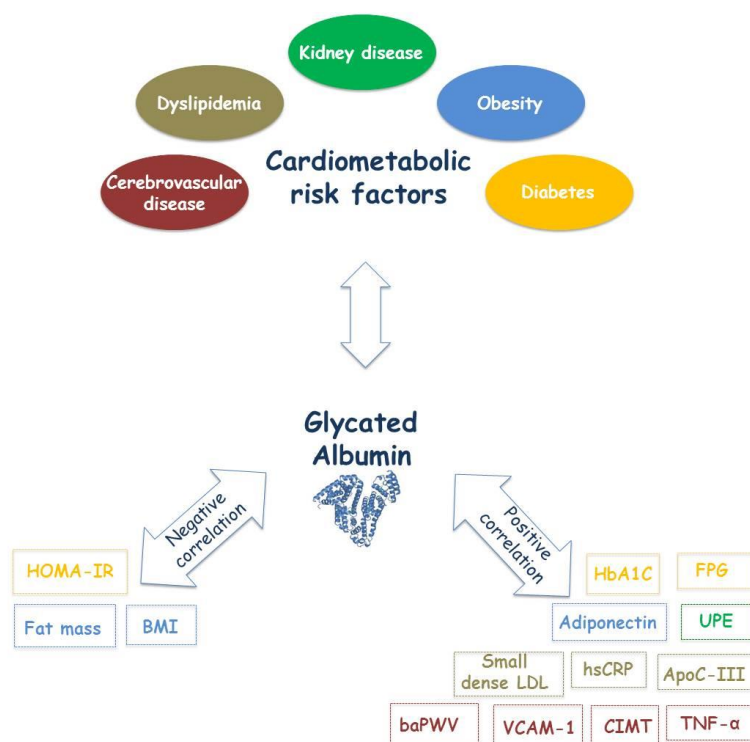 Kidney disease
Dyslipidemia
Obesity
Cardiometabolic
risk factors
Cerebrovascular
disease
Diabetes
Glycated
Albumin
Negative
correlation
Positive
correlation
HOMA-IR
Fat mass
BMI
HbA1C
FPG
Adiponectin
UPE
Small
dense LDL
hsCRP
ApoC-III
baPWV
VCAM-1
CIMT
TNF-α